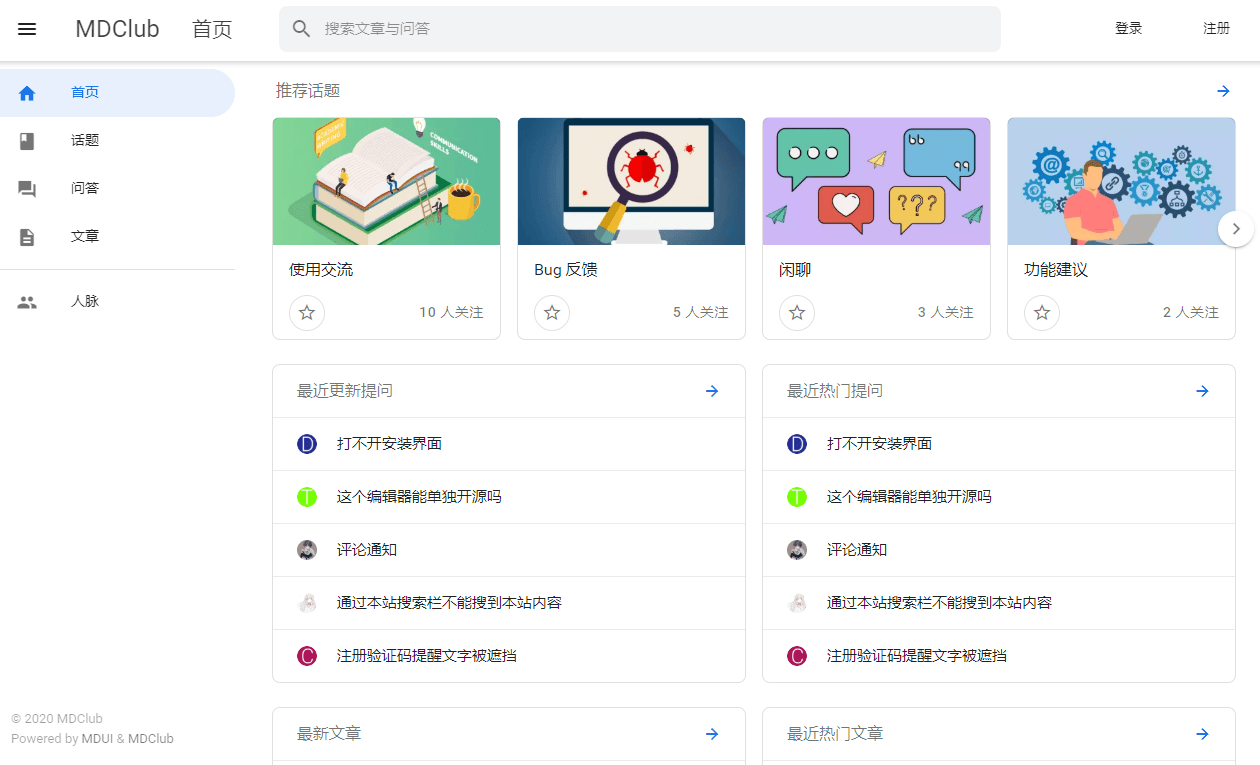 MDClub 首页
搜索文章与问答
登录
注册
首页
话题
问答
文章
人脉
推荐话题
ACADEMIC WRITING
COMMUNICATION SKILLS
使用交流
10 人关注
Bug 反馈
5 人关注
???
闲聊
3 人关注
@
功能建议
2 人关注
最近更新提问
D 打不开安装界面
T 这个编辑器能单独开源吗
评论通知
通过本站搜索栏不能搜到本站内容
C 注册验证码提醒文字被遮挡
最近热门提问
D 打不开安装界面
T 这个编辑器能单独开源吗
评论通知
通过本站搜索栏不能搜到本站内容
C 注册验证码提醒文字被遮挡
最新文章
最近热门文章
© 2020 MDClub
Powered by MDUI & MDClub